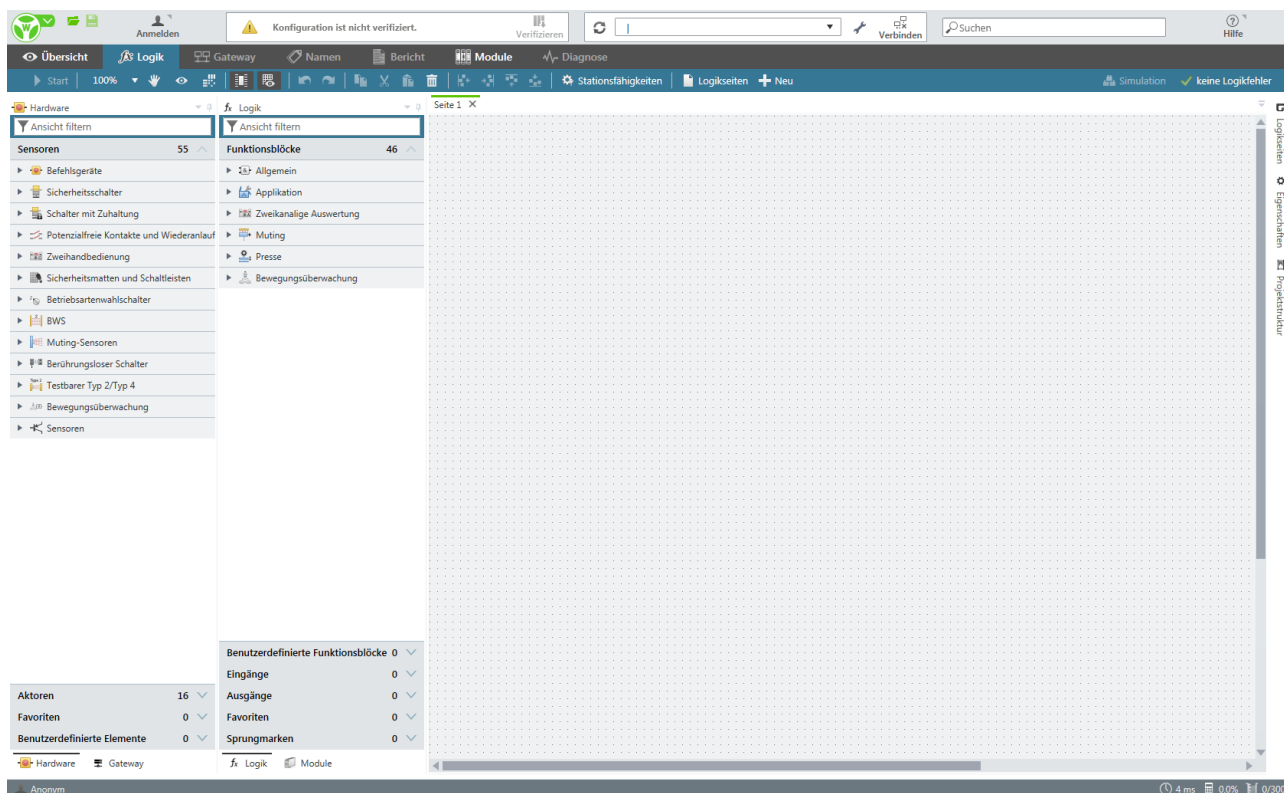 W
Anmelden
Konfiguration ist nicht verifiziert.
Verifizieren
Verbinden
Suchen
Hilfe
Übersicht
Logik
Gateway
Namen
Bericht
Module
Diagnose
Start
100%
Stationsfähigkeiten
Logikseiten
Neu
Simulation
keine Logikfehler
Hardware
Ansicht filtern
Sensoren 55
Befehlsgeräte
Sicherheitsschalter
Schalter mit Zuhaltung
Potenzialfreie Kontakte und Wiederanlauf
Zweihandbedienung
Sicherheitsmatten und Schaltleisten
Betriebsartenwahlschalter
BWS
Muting-Sensoren
Berührungsloser Schalter
Testbarer Typ 2/Typ 4
Bewegungsüberwachung
Sensoren
Aktoren 16
Favoriten 0
Benutzerdefinierte Elemente 0
Hardware
Gateway
fx Logik
Ansicht filtern
Funktionsblöcke 46
Allgemein
Applikation
Zweikanalige Auswertung
Muting
Presse
Bewegungsüberwachung
Benutzerdefinierte Funktionsblöcke 0
Eingänge 0
Ausgänge 0
Favoriten 0
Sprungmarken 0
fx Logik
Module
Seite 1
Logikseiten
Eigenschaften
Projektstruktur
Anonym
4 ms
0.0%
0/300